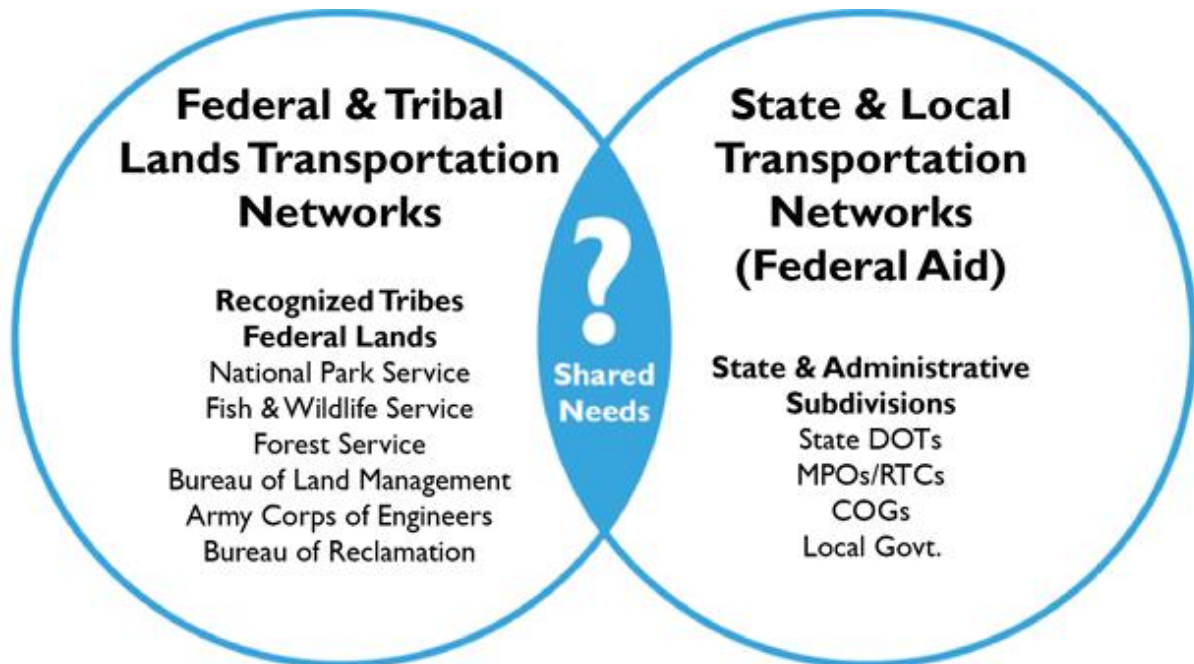 Federal & Tribal
Lands Transportation
Networks
Recognized Tribes
Federal Lands
National Park Service
Fish & Wildlife Service
Forest Service
Bureau of Land Management
Army Corps of Engineers
Bureau of Reclamation
?
Shared
Needs
State & Local
Transportation
Networks
(Federal Aid)
State & Administrative
Subdivisions
State DOTs
MPOs/RTCs
COGs
Local Govt.